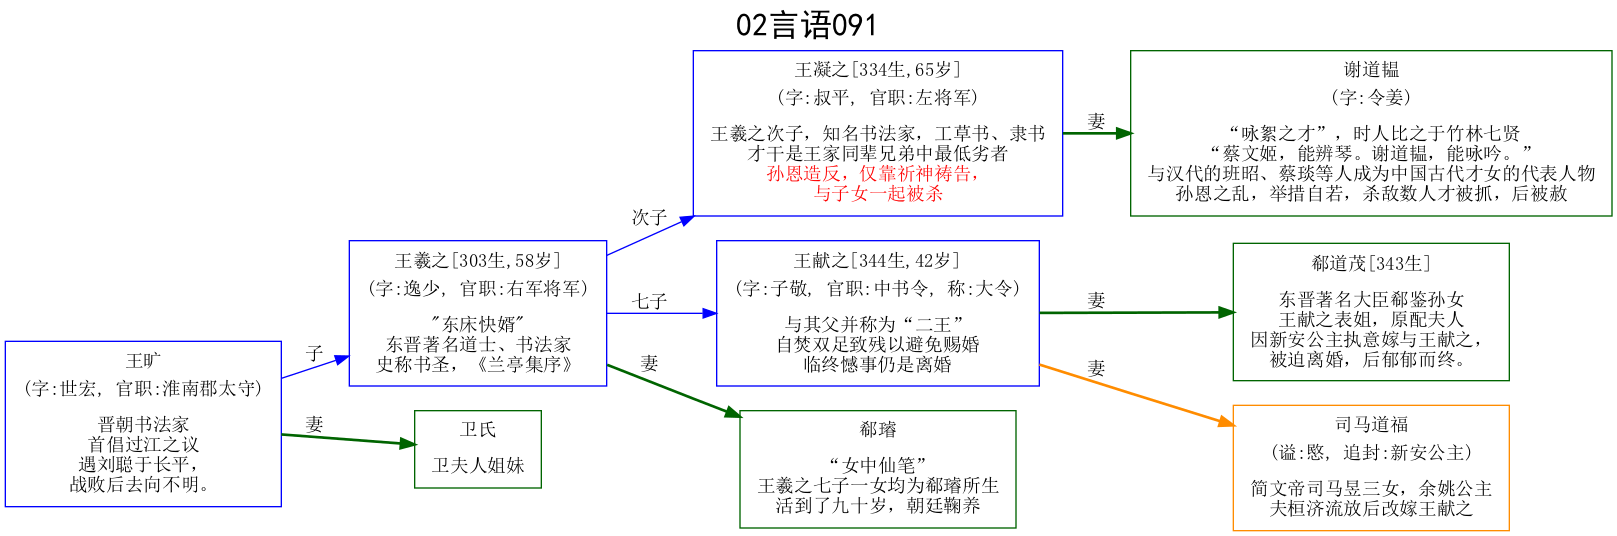 02言语091
王凝之[334生,65岁]
(字:叔平, 官职:左将军)
王羲之次子，知名书法家，工草书、隶书
才干是王家同辈兄弟中最低劣者
孙恩造反，仅靠祈神祷告，
与子女一起被杀
妻
谢道韫
(字:令姜)
“咏絮之才”，时人比之于竹林七贤
“蔡文姬，能辨琴。谢道韫，能咏吟。”
与汉代的班昭、蔡琰等人成为中国古代才女的代表人物
孙恩之乱，举措自若，杀敌数人才被抓，后被赦
次子
王羲之[303生,58岁]
(字:逸少, 官职:右军将军)
"东床快婿"
东晋著名道士、书法家
史称书圣，《兰亭集序》
七子
王献之[344生,42岁]
(字:子敬, 官职:中书令, 称:大令)
与其父并称为“二王”
自焚双足致残以避免赐婚
临终憾事仍是离婚
妻
郗道茂[343生]
东晋著名大臣郗鉴孙女
王献之表姐，原配夫人
因新安公主执意嫁与王献之，
被迫离婚，后郁郁而终。
王旷
(字:世宏, 官职:淮南郡太守)
晋朝书法家
首倡过江之议
遇刘聪于长平，
战败后去向不明。
子
妻
卫氏
卫夫人姐妹
妻
郗璿
“女中仙笔”
王羲之七子一女均为郗璿所生
活到了九十岁，朝廷鞠养
妻
司马道福
(谥:愍, 追封:新安公主)
简文帝司马昱三女，余姚公主
夫桓济流放后改嫁王献之